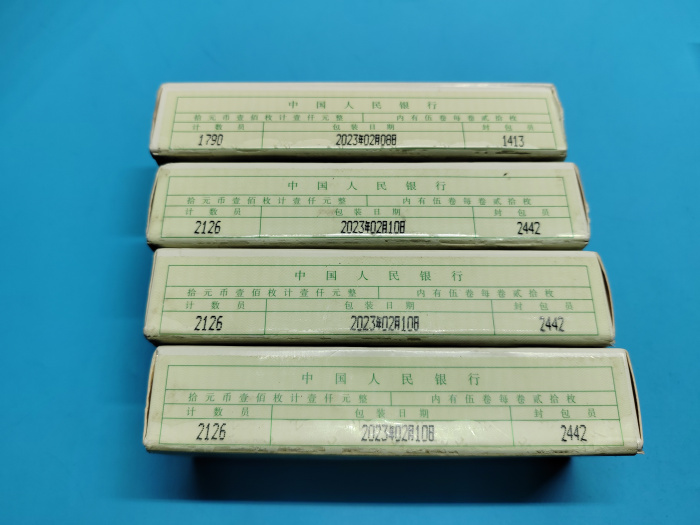 中国人民银行
拾元币壹佰枚计壹仟元整 内有伍卷每卷贰拾枚
计数员 包装日期 封包员
1790 2023年02月08日 1413
中国人民银行
拾元币壹佰枚计壹仟元整 内有伍卷每卷贰拾枚
计数员 包装日期 封包员
2126 2023年02月10日 2442
中国人民银行
拾元币壹佰枚计壹仟元整 内有伍卷每卷贰拾枚
计数员 包装日期 封包员
2126 2023年02月10日 2442
中国人民银行
拾元币壹佰枚计壹仟元整 内有伍卷每卷贰拾枚
计数员 包装日期 封包员
2126 2023年02月10日 2442